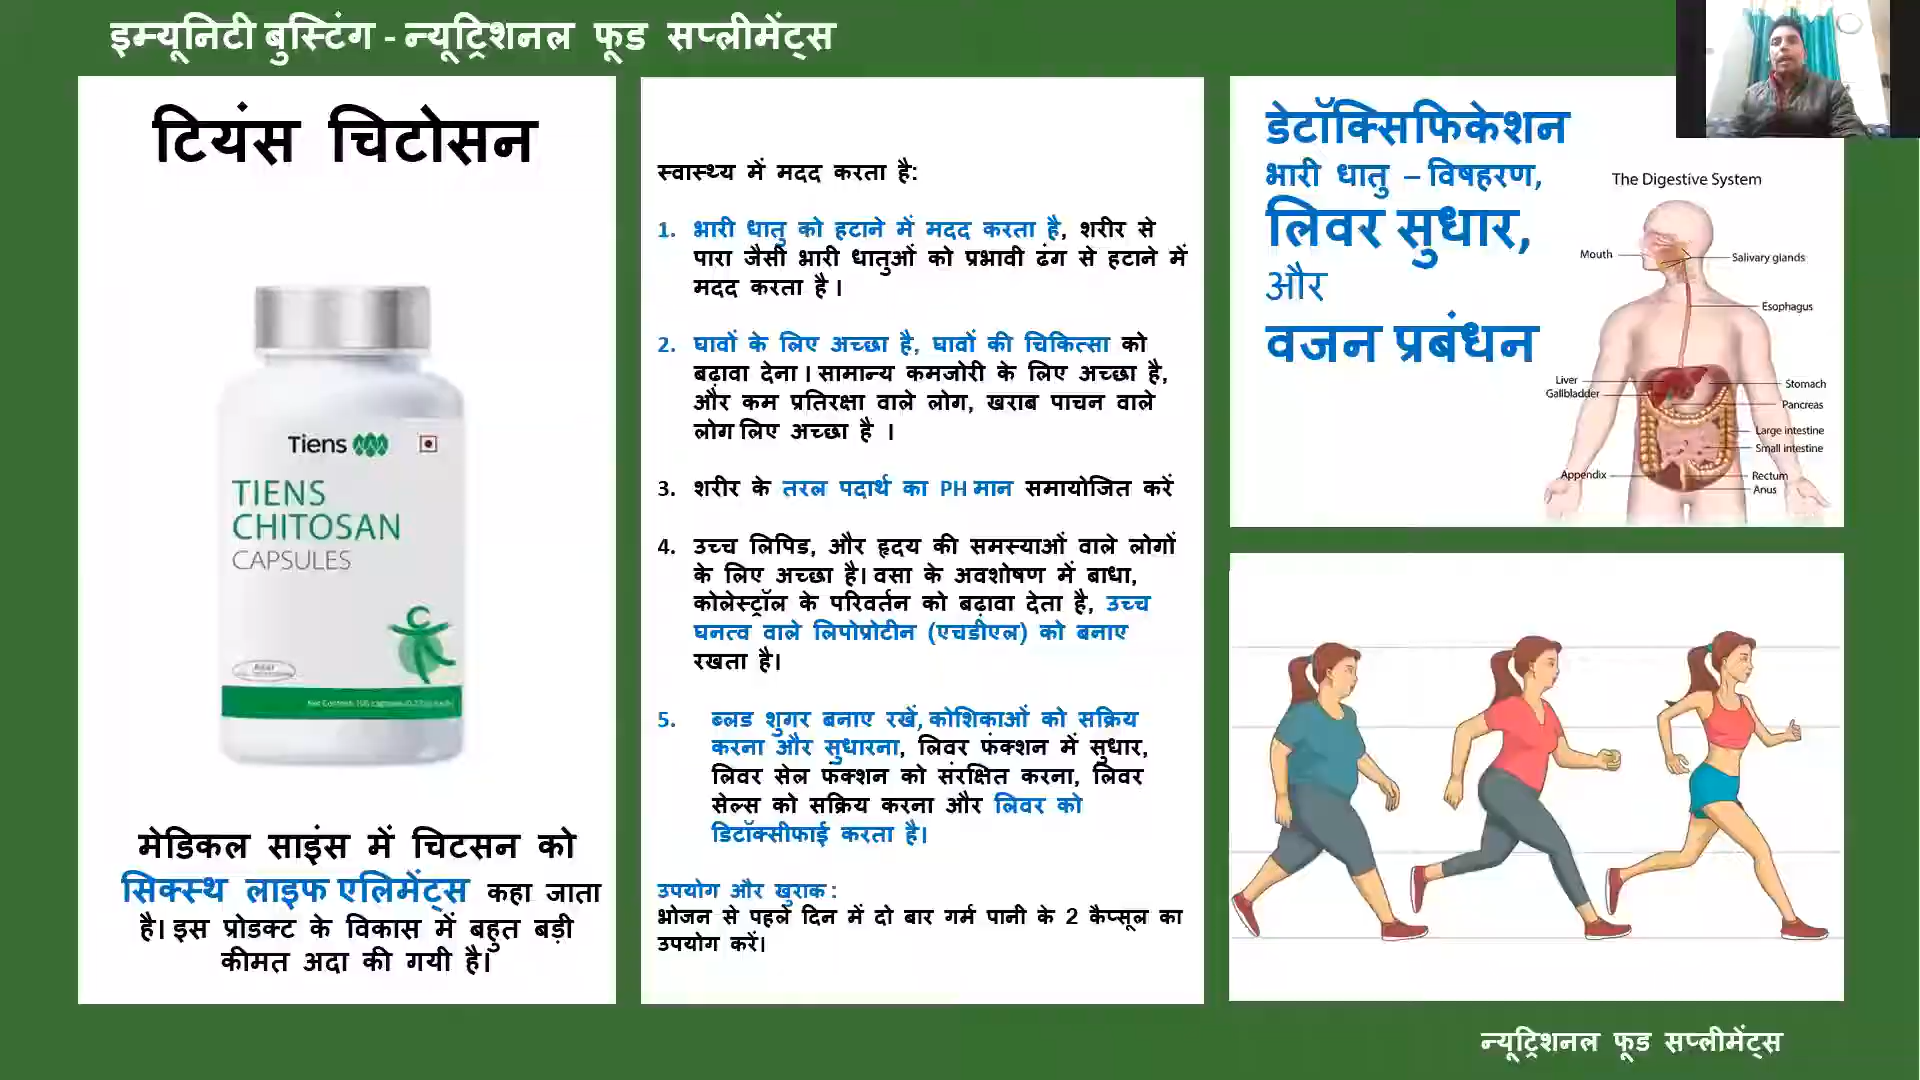 इम्यूनिटी बुस्टिंग - न्यूट्रिशनल फूड सप्लीमेंट्स
टियंस चिटोसन
Tiens
TIENS
CHITOSAN
CAPSULES
मेडिकल साइंस में चिटसन को
सिक्स्थ लाइफ एलिमेंट्स कहा जाता
है। इस प्रोडक्ट के विकास में बहुत बड़ी
कीमत अदा की गयी है।
स्वास्थ्य में मदद करता है:
1. भारी धातु को हटाने में मदद करता है, शरीर से
पारा जैसी भारी धातुओं को प्रभावी ढंग से हटाने में
मदद करता है ।
2. घावों के लिए अच्छा है, घावों की चिकित्सा को
बढ़ावा देना । सामान्य कमजोरी के लिए अच्छा है,
और कम प्रतिरक्षा वाले लोग, खराब पाचन वाले
लोग लिए अच्छा है ।
3. शरीर के तरल पदार्थ का PH मान समायोजित करें
4. उच्च लिपिड, और हृदय की समस्याओं वाले लोगों
के लिए अच्छा है। वसा के अवशोषण में बाधा,
कोलेस्ट्रॉल के परिवर्तन को बढ़ावा देता है, उच्च
घनत्व वाले लिपोप्रोटीन (एचडीएल) को बनाए
रखता है।
5. ब्लड शुगर बनाए रखें, कोशिकाओं को सक्रिय
करना और सुधारना, लिवर फंक्शन में सुधार,
लिवर सेल फंक्शन को संरक्षित करना, लिवर
सेल्स को सक्रिय करना और लिवर को
डिटॉक्सीफाई करता है।
उपयोग और खुराक :
भोजन से पहले दिन में दो बार गर्म पानी के 2 कैप्सूल का
उपयोग करें।
डेटॉक्सिफिकेशन
भारी धातु – विषहरण,
लिवर सुधार,
और
वजन प्रबंधन
The Digestive System
Mouth
Salivary glands
Esophagus
Liver
Gallbladder
Stomach
Pancreas
Large intestine
Small intestine
Appendix
Rectum
Anus
न्यूट्रिशनल फूड सप्लीमेंट्स